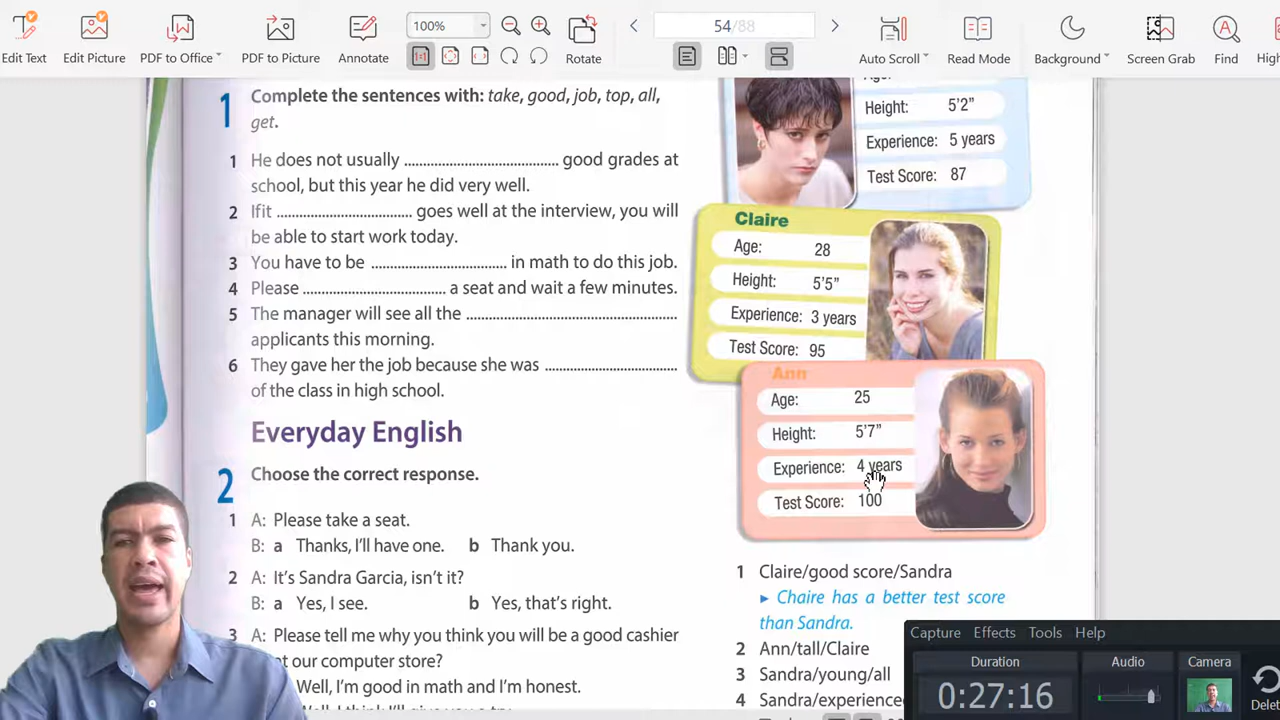 100%
54/88
Edit Text
Edit Picture
PDF to Office
PDF to Picture
Annotate
Rotate
Auto Scroll
Read Mode
Background
Screen Grab
Find
1 Complete the sentences with: take, good, job, top, all,
get.
1 He does not usually ........................................ good grades at
school, but this year he did very well.
2 Ifit ................................... goes well at the interview, you will
be able to start work today.
3 You have to be ................................... in math to do this job.
4 Please ..................................... a seat and wait a few minutes.
5 The manager will see all the .......................................................
applicants this morning.
6 They gave her the job because she was ..................................
of the class in high school.
Everyday English
2 Choose the correct response.
1 A: Please take a seat.
B: a Thanks, I'll have one. b Thank you.
2 A: It's Sandra Garcia, isn't it?
B: a Yes, I see. b Yes, that's right.
3 A: Please tell me why you think you will be a good cashier
at our computer store?
Well, I'm good in math and I'm honest.
Height: 5'2"
Experience: 5 years
Test Score: 87
Claire
Age: 28
Height: 5'5"
Experience: 3 years
Test Score: 95
Ann
Age: 25
Height: 5'7"
Experience: 4 years
Test Score: 100
1 Claire/good score/Sandra
▸ Claire has a better test score
than Sandra.
2 Ann/tall/Claire
3 Sandra/young/all
4 Sandra/experienced
Capture Effects Tools Help
Duration
Audio
Camera
0:27:16